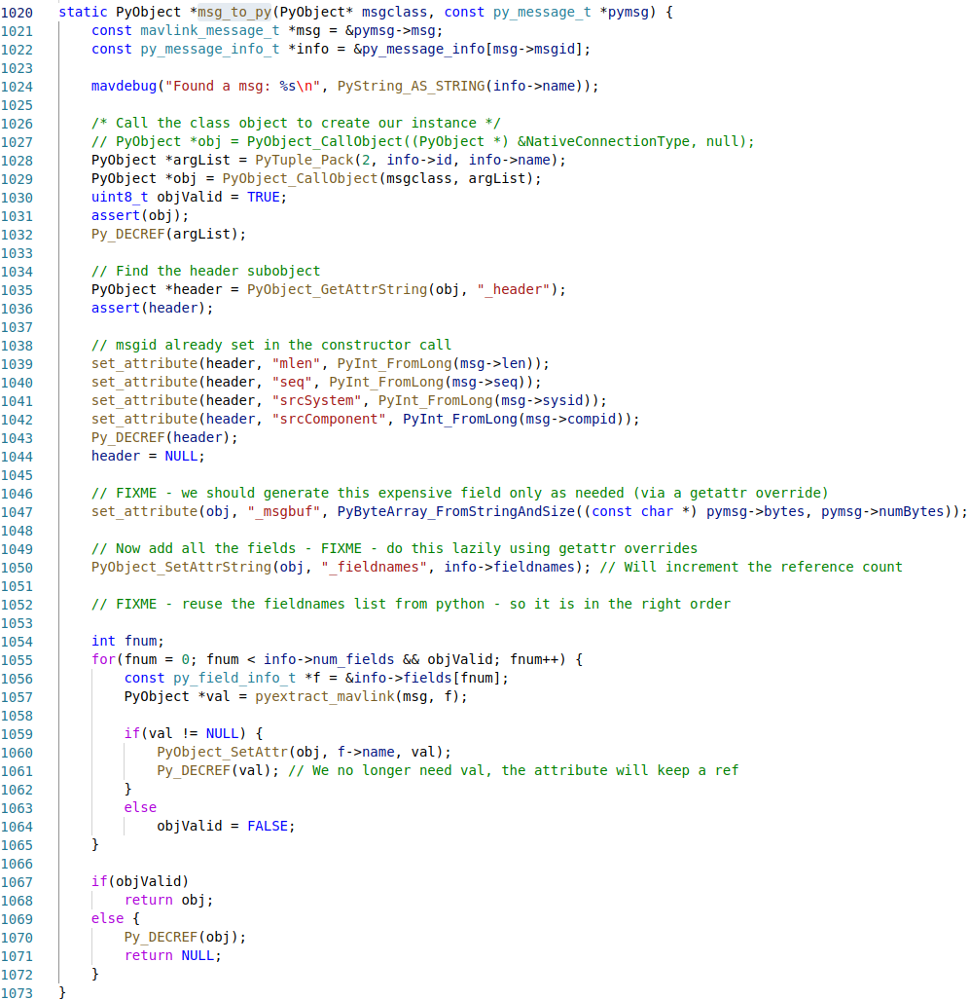 1020 static PyObject *msg_to_py(PyObject* msgclass, const py_message_t *pymsg) {
1021     const mavlink_message_t *msg = &pymsg->msg;
1022     const py_message_info_t *info = &py_message_info[msg->msgid];
1023
1024     mavdebug("Found a msg: %s\n", PyString_AS_STRING(info->name));
1025
1026     /* Call the class object to create our instance */
1027     // PyObject *obj = PyObject_CallObject((PyObject *) &NativeConnectionType, null);
1028     PyObject *argList = PyTuple_Pack(2, info->id, info->name);
1029     PyObject *obj = PyObject_CallObject(msgclass, argList);
1030     uint8_t objValid = TRUE;
1031     assert(obj);
1032     Py_DECREF(argList);
1033
1034     // Find the header subobject
1035     PyObject *header = PyObject_GetAttrString(obj, "_header");
1036     assert(header);
1037
1038     // msgid already set in the constructor call
1039     set_attribute(header, "mlen", PyInt_FromLong(msg->len));
1040     set_attribute(header, "seq", PyInt_FromLong(msg->seq));
1041     set_attribute(header, "srcSystem", PyInt_FromLong(msg->sysid));
1042     set_attribute(header, "srcComponent", PyInt_FromLong(msg->compid));
1043     Py_DECREF(header);
1044     header = NULL;
1045
1046     // FIXME - we should generate this expensive field only as needed (via a getattr override)
1047     set_attribute(obj, "_msgbuf", PyByteArray_FromStringAndSize((const char *) pymsg->bytes, pymsg->numBytes));
1048
1049     // Now add all the fields - FIXME - do this lazily using getattr overrides
1050     PyObject_SetAttrString(obj, "_fieldnames", info->fieldnames); // Will increment the reference count
1051
1052     // FIXME - reuse the fieldnames list from python - so it is in the right order
1053
1054     int fnum;
1055     for(fnum = 0; fnum < info->num_fields && objValid; fnum++) {
1056         const py_field_info_t *f = &info->fields[fnum];
1057         PyObject *val = pyextract_mavlink(msg, f);
1058
1059         if(val != NULL) {
1060             PyObject_SetAttr(obj, f->name, val);
1061             Py_DECREF(val); // We no longer need val, the attribute will keep a ref
1062         }
1063         else
1064             objValid = FALSE;
1065     }
1066
1067     if(objValid)
1068         return obj;
1069     else {
1070         Py_DECREF(obj);
1071         return NULL;
1072     }
1073 }